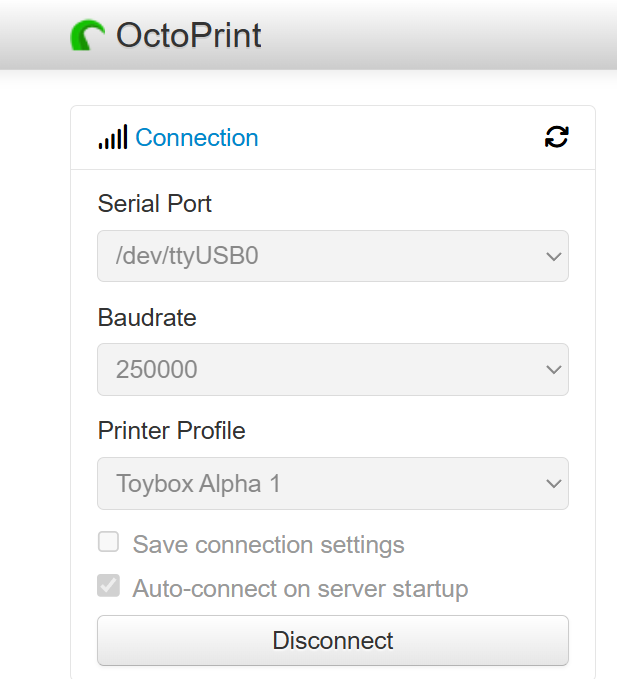 OctoPrint
Connection
Serial Port
/dev/ttyUSB0
Baudrate
250000
Printer Profile
Toybox Alpha 1
Save connection settings
Auto-connect on server startup
Disconnect